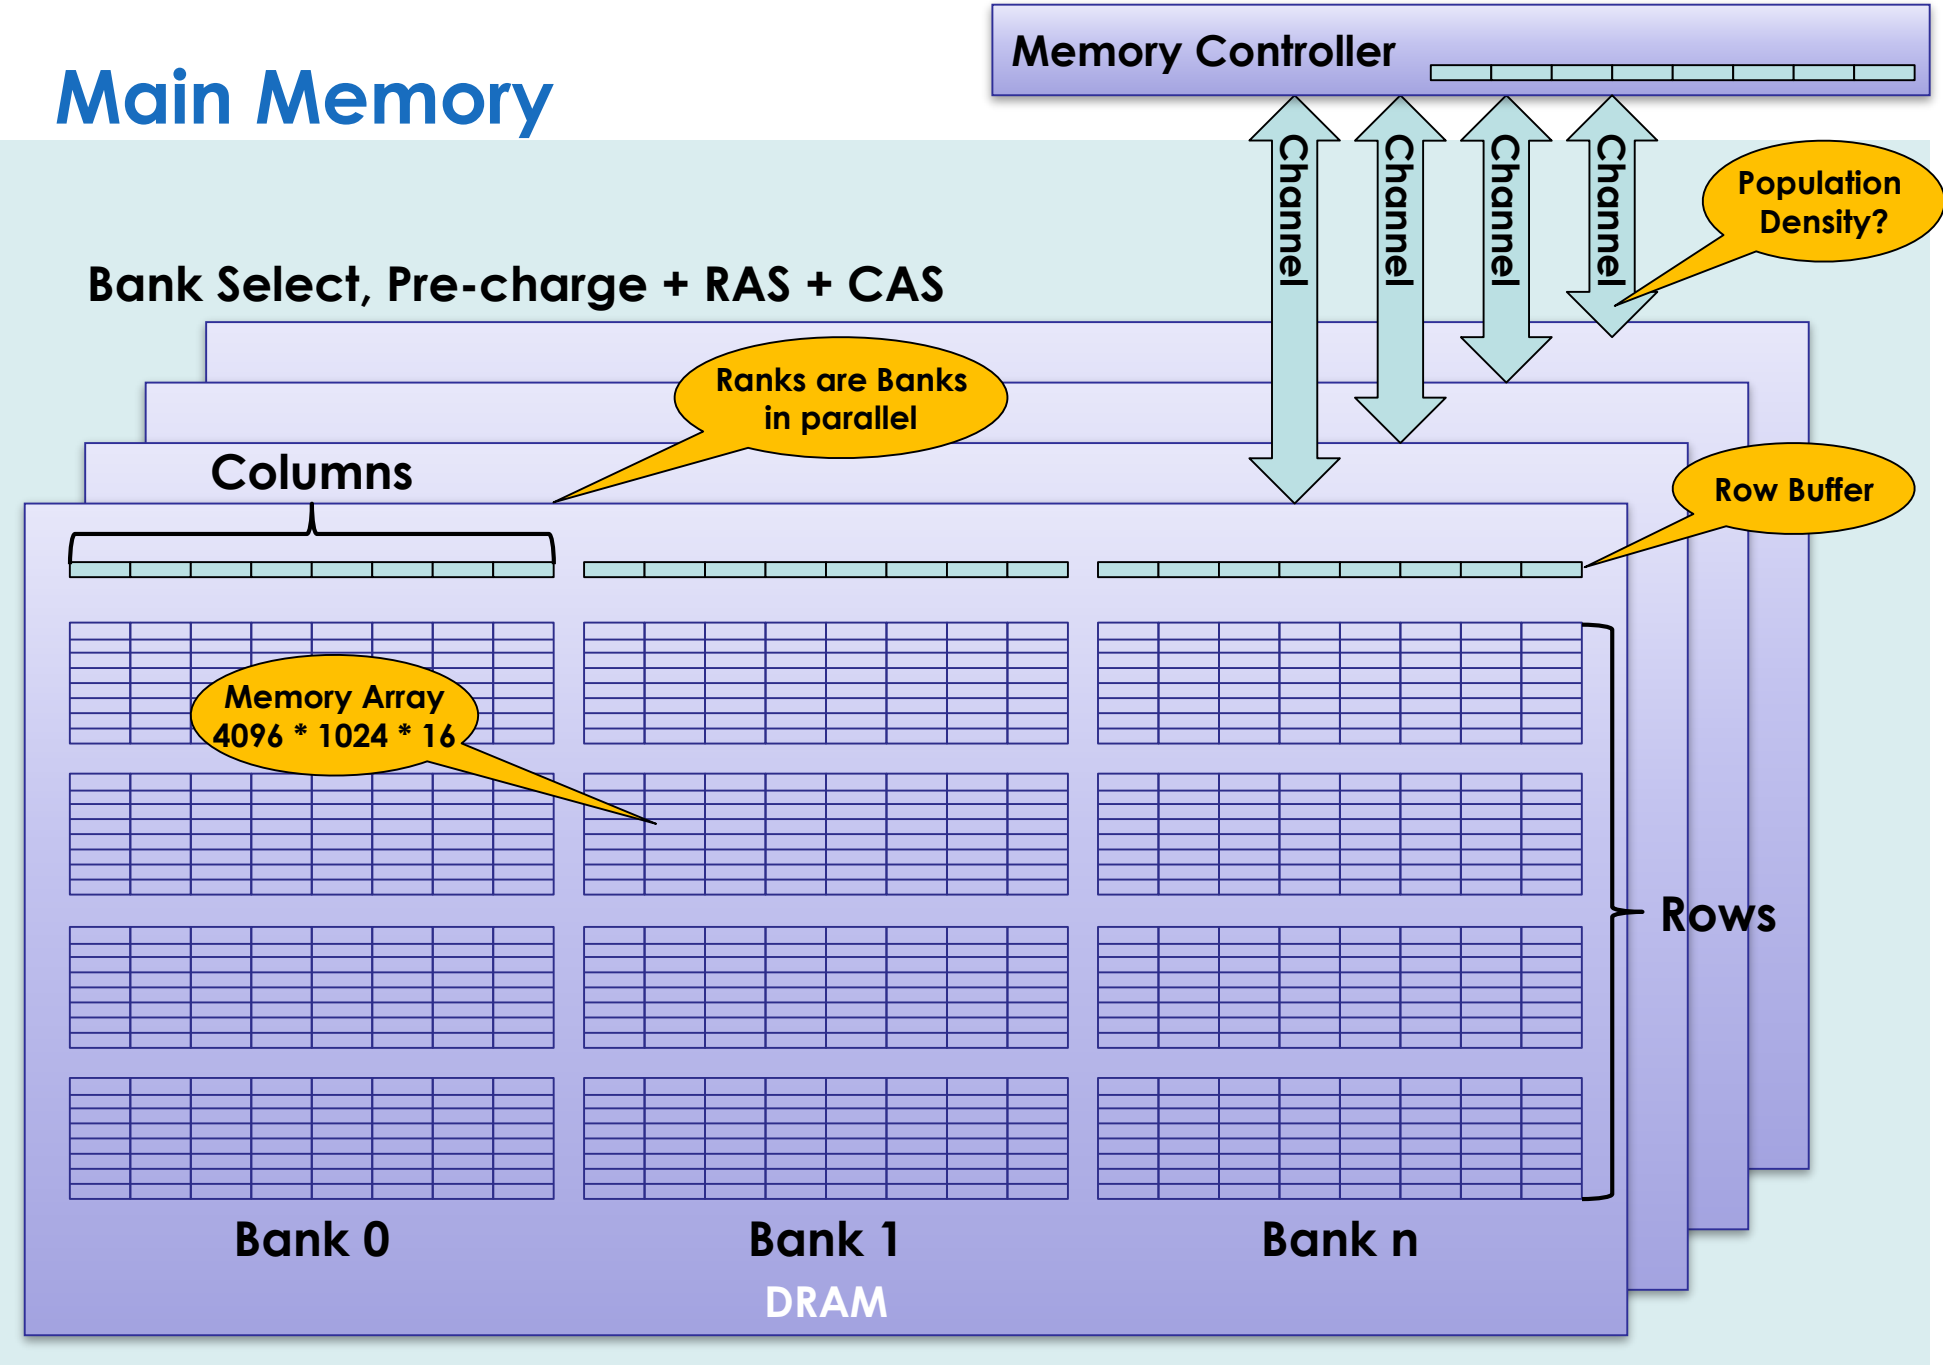 Memory Controller
Main Memory
Channel
Channel
Channel
Channel
Population
Density?
Bank Select, Pre-charge + RAS + CAS
Ranks are Banks
in parallel
Columns
Row Buffer
Memory Array
4096 * 1024 * 16
Rows
Bank 0
Bank 1
Bank n
DRAM